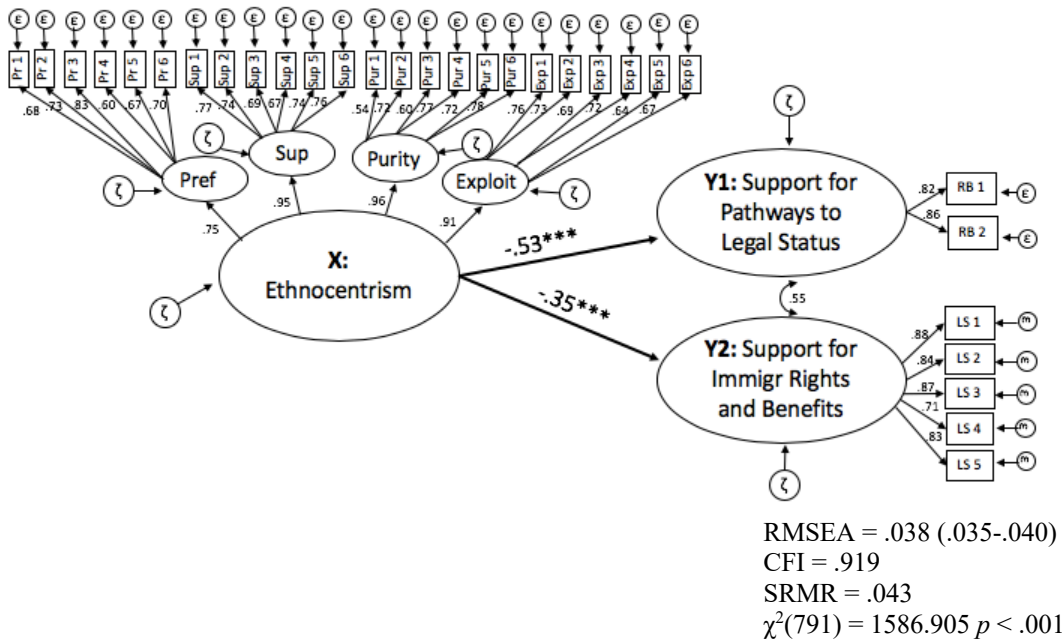 ε ε ε ε ε ε ε ε ε ε ε ε ε ε ε ε ε ε ε ε ε ε ε ε
Pr 1 Pr 2 Pr 3 Pr 4 Pr 5 Pr 6 Sup 1 Sup 2 Sup 3 Sup 4 Sup 5 Sup 6 Pur 1 Pur 2 Pur 3 Pur 4 Pur 5 Pur 6 Exp 1 Exp 2 Exp 3 Exp 4 Exp 5 Exp 6
.68 .73 .83 .60 .67 .70 .77 .74 .69 .67 .74 .76 .54 .72 .60 .77 .72 .78 .76 .73 .69 .72 .64 .67
ζ Pref
ζ Sup
Purity ζ
Exploit ζ
.75 .95 .96 .91
X:
Ethnocentrism
ζ
-.53***
-.35***
ζ
Y1: Support for
Pathways to
Legal Status
.82 RB 1 ε
.86 RB 2 ε
.55
Y2: Support for
Immigr Rights
and Benefits
ζ
.88 LS 1 ε
.84 LS 2 ε
.87 LS 3 ε
.71 LS 4 ε
.83 LS 5 ε
RMSEA = .038 (.035-.040)
CFI = .919
SRMR = .043
χ²(791) = 1586.905 p < .001